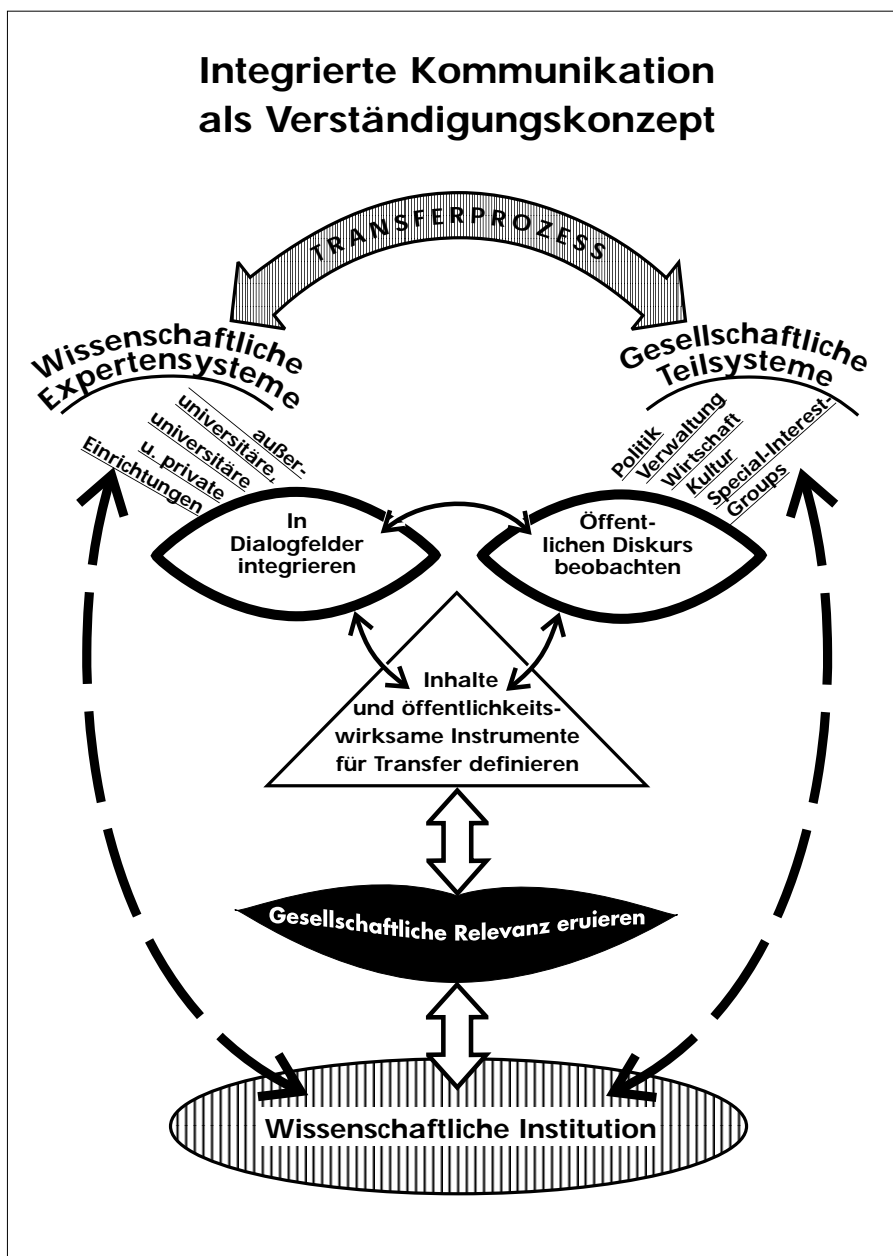 Integrierte Kommunikation
als Verständigungskonzept
TRANSFERPROZESS
Wissenschaftliche
Expertensysteme
außer-
universitäre,
universitäre
u. private
Einrichtungen
Gesellschaftliche
Teilsysteme
Politik
Verwaltung
Wirtschaft
Kultur
Special-Interest-
Groups
In
Dialogfelder
integrieren
Öffent-
lichen Diskurs
beobachten
Inhalte
und öffentlichkeits-
wirksame Instrumente
für Transfer definieren
Gesellschaftliche Relevanz eruieren
Wissenschaftliche Institution